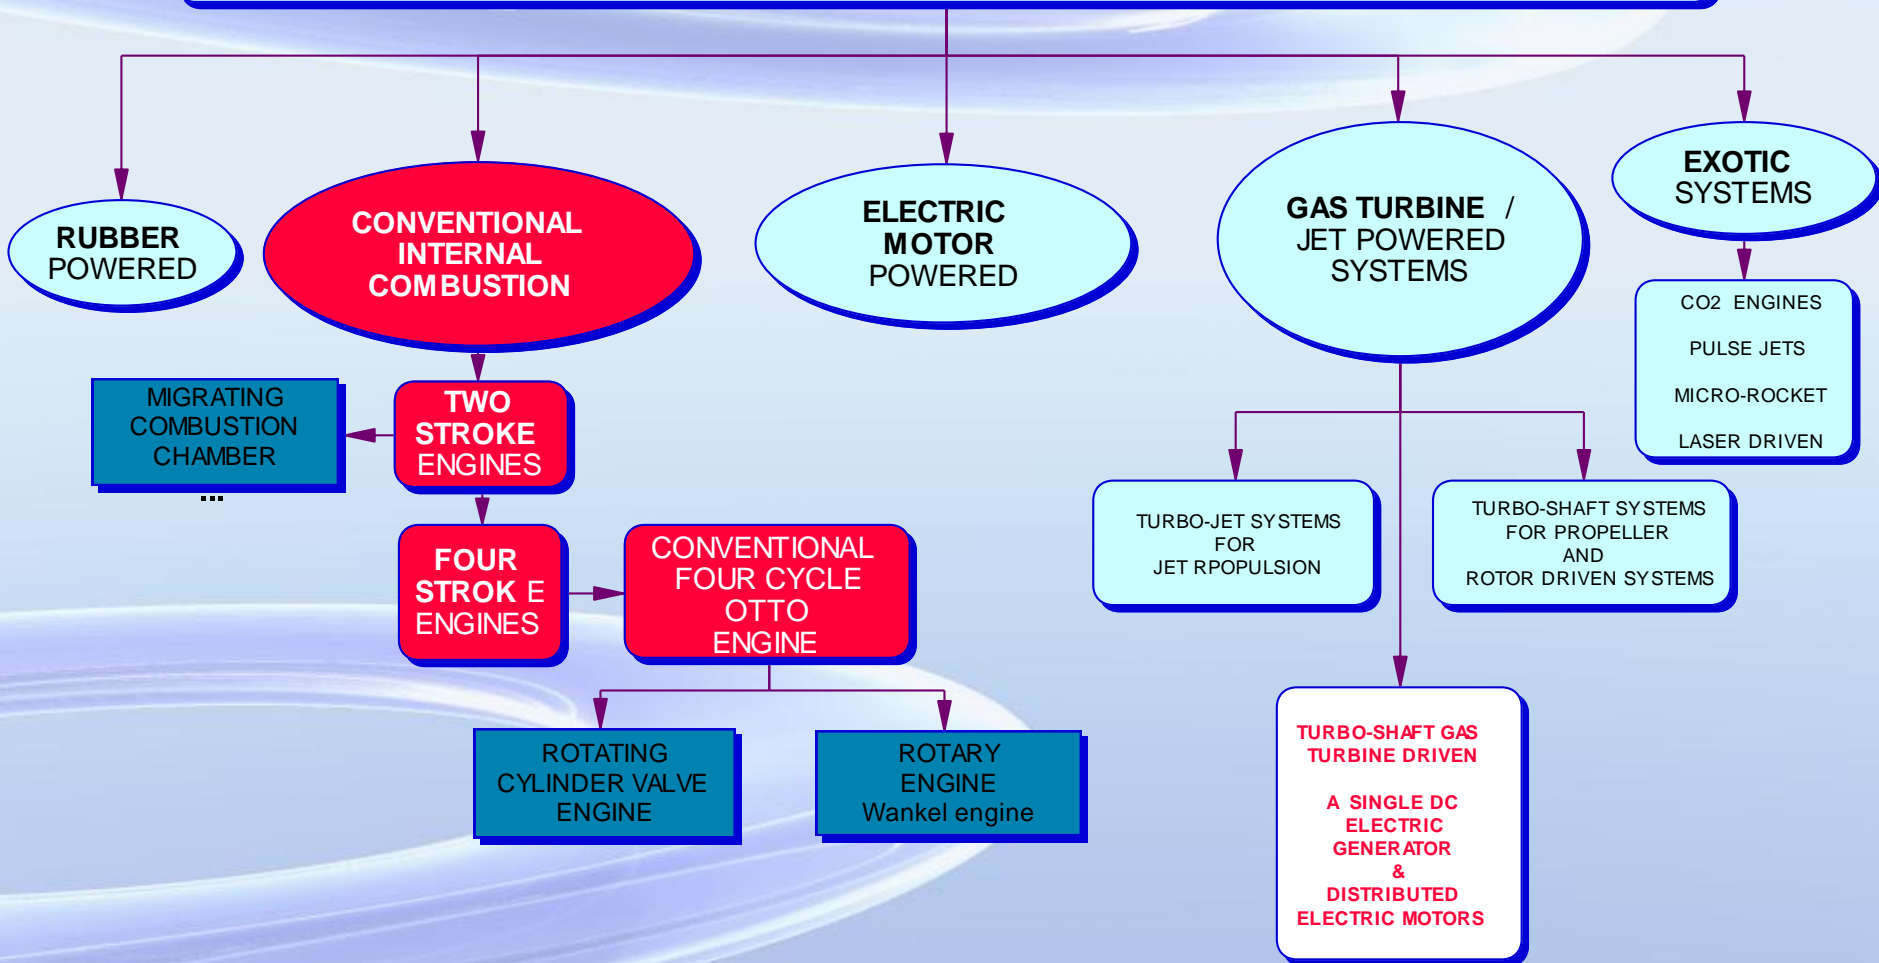 RUBBER
POWERED
CONVENTIONAL
INTERNAL
COMBUSTION
ELECTRIC
MOTOR
POWERED
GAS TURBINE /
JET POWERED
SYSTEMS
EXOTIC
SYSTEMS
CO2 ENGINES
PULSE JETS
MICRO-ROCKET
LASER DRIVEN
MIGRATING
COMBUSTION
CHAMBER
...
TWO
STROKE
ENGINES
FOUR
STROK E
ENGINES
CONVENTIONAL
FOUR CYCLE
OTTO
ENGINE
ROTATING
CYLINDER VALVE
ENGINE
ROTARY
ENGINE
Wankel engine
TURBO-JET SYSTEMS
FOR
JET RPOPULSION
TURBO-SHAFT SYSTEMS
FOR PROPELLER
AND
ROTOR DRIVEN SYSTEMS
TURBO-SHAFT GAS
TURBINE DRIVEN
A SINGLE DC
ELECTRIC
GENERATOR
&
DISTRIBUTED
ELECTRIC MOTORS